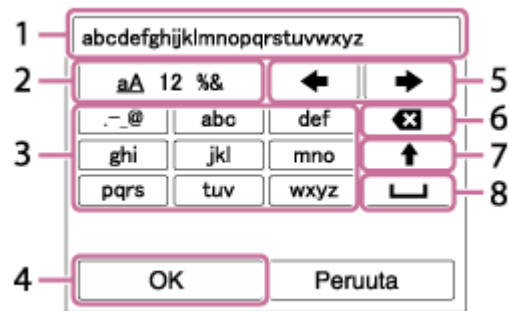 1 abcdefghijklmnopqrstuvwxyz
2 aA 12 %& 5
.-_@ abc def 6
3 ghi jkl mno 7
pqrs tuv wxyz 8
4 OK Peruuta